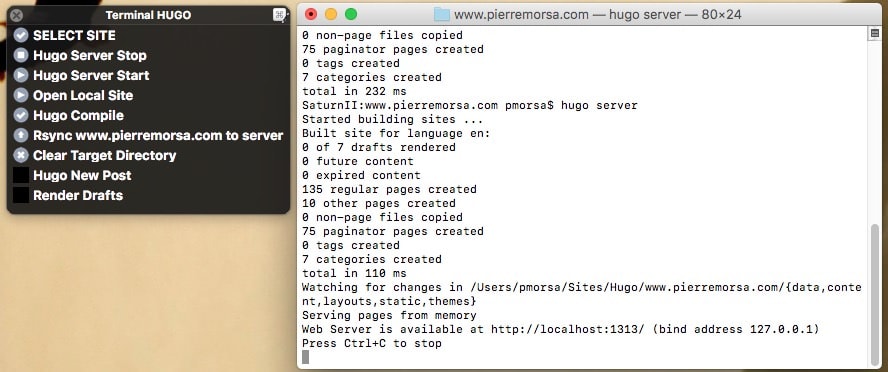 Terminal HUGO
SELECT SITE
Hugo Server Stop
Hugo Server Start
Open Local Site
Hugo Compile
Rsync www.pierremorsa.com to server
Clear Target Directory
Hugo New Post
Render Drafts
www.pierremorsa.com — hugo server — 80×24
0 non-page files copied
75 paginator pages created
0 tags created
7 categories created
total in 232 ms
SaturnII:www.pierremorsa.com pmorsa$ hugo server
Started building sites ...
Built site for language en:
0 of 7 drafts rendered
0 future content
0 expired content
135 regular pages created
10 other pages created
0 non-page files copied
75 paginator pages created
0 tags created
7 categories created
total in 110 ms
Watching for changes in /Users/pmorsa/Sites/Hugo/www.pierremorsa.com/{data,conte
nt,layouts,static,themes}
Serving pages from memory
Web Server is available at http://localhost:1313/ (bind address 127.0.0.1)
Press Ctrl+C to stop